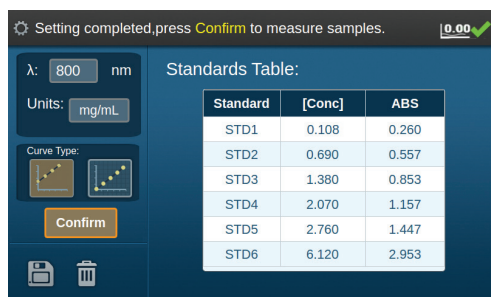 Setting completed,press Confirm to measure samples.
0.00
λ: 800 nm
Units: mg/mL
Curve Type:
Confirm
Standards Table:
Standard [Conc] ABS
STD1 0.108 0.260
STD2 0.690 0.557
STD3 1.380 0.853
STD4 2.070 1.157
STD5 2.760 1.447
STD6 6.120 2.953